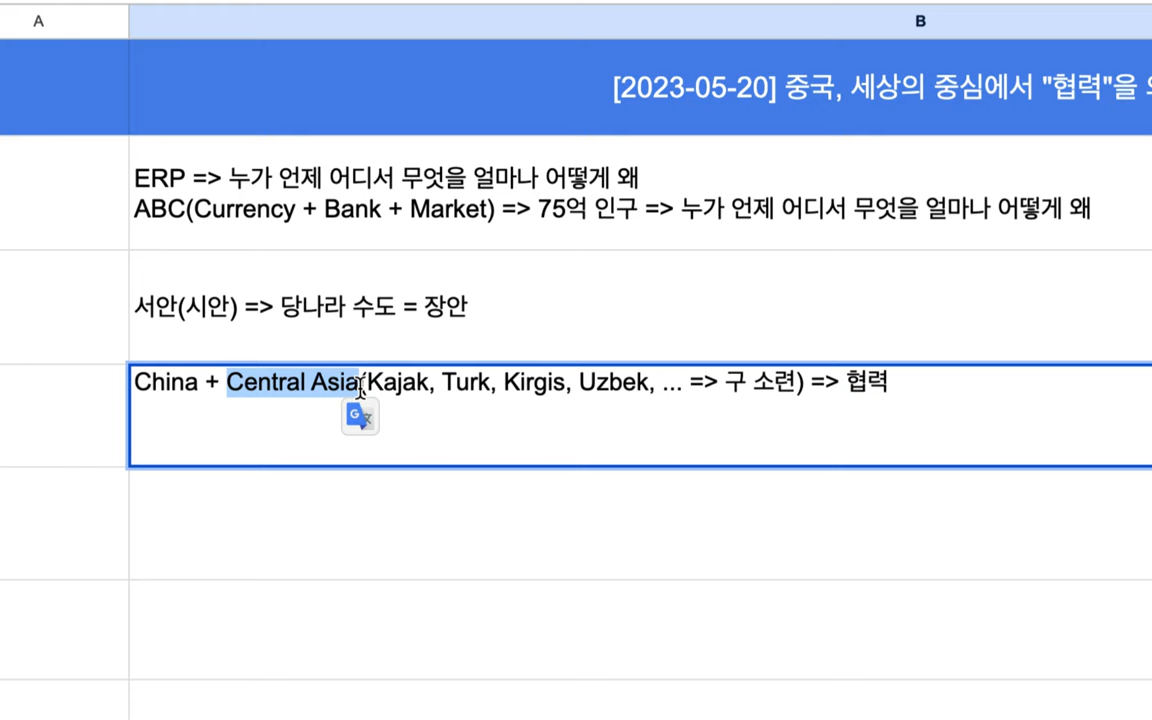 A
B
[2023-05-20] 중국, 세상의 중심에서 "협력"을
ERP => 누가 언제 어디서 무엇을 얼마나 어떻게 왜
ABC(Currency + Bank + Market) => 75억 인구 => 누가 언제 어디서 무엇을 얼마나 어떻게 왜
서안(시안) => 당나라 수도 = 장안
China + Central Asia(Kajak, Turk, Kirgis, Uzbek, ... => 구 소련) => 협력